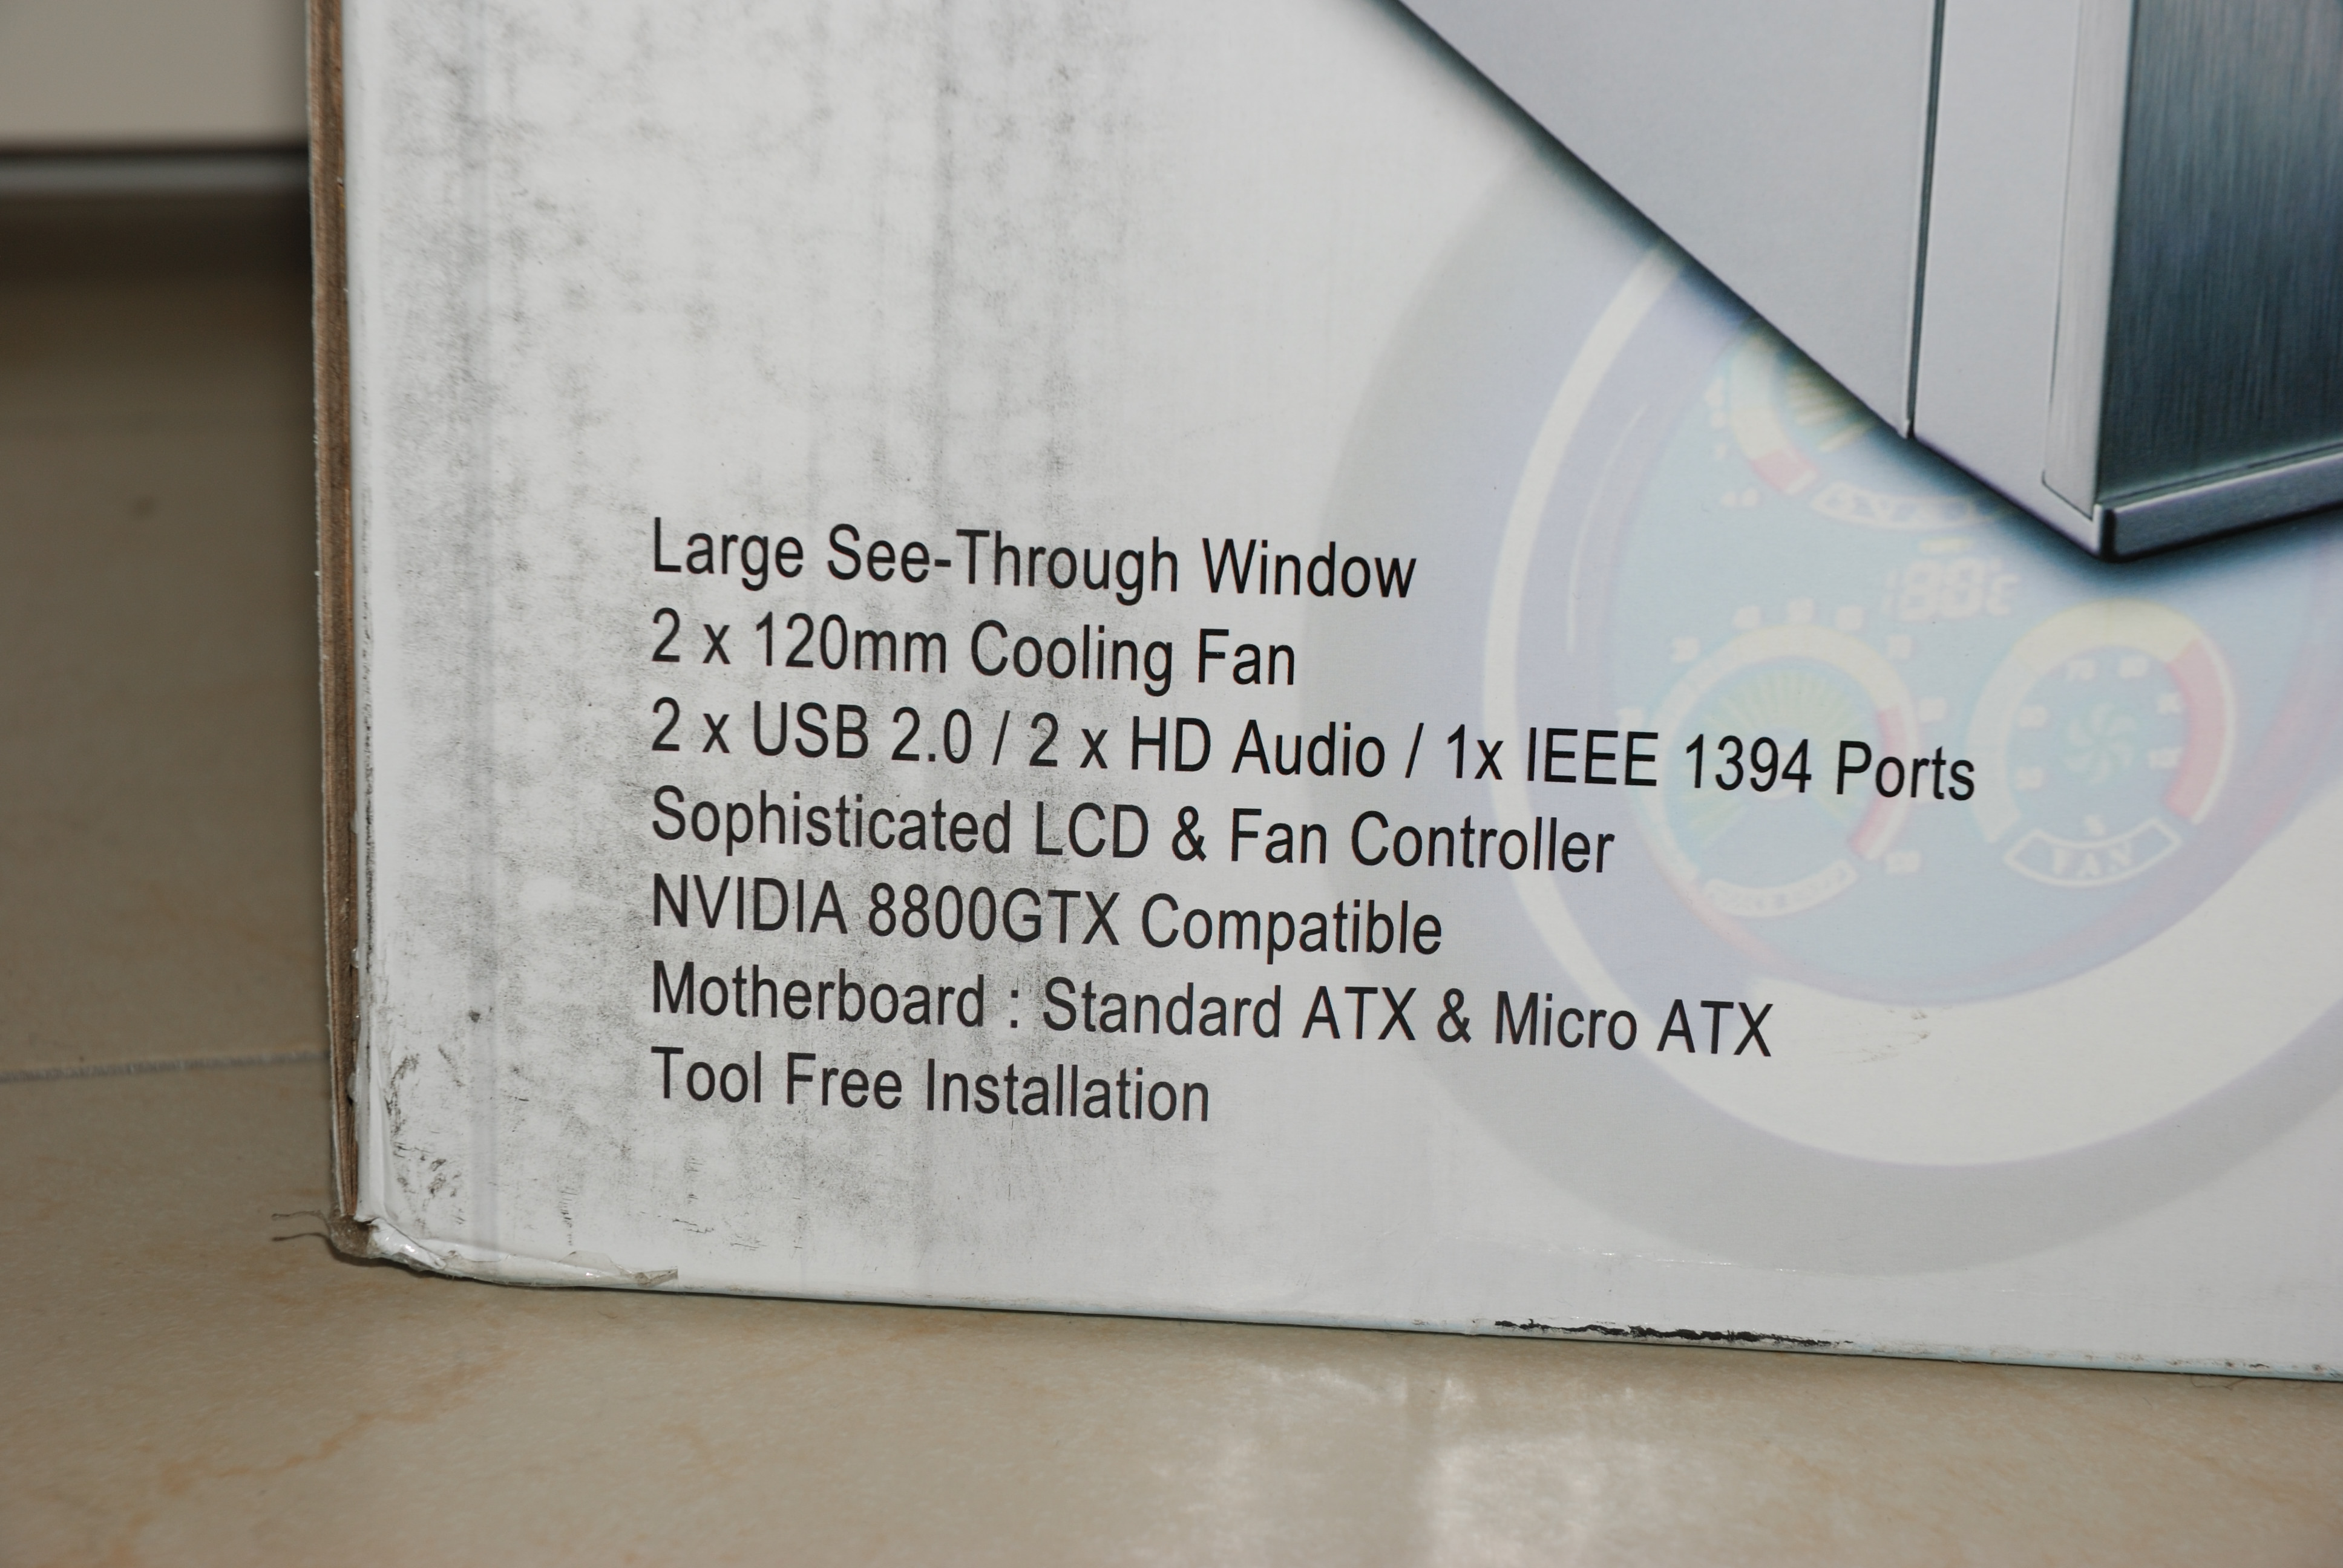 Large See-Through Window
2 x 120mm Cooling Fan
2 x USB 2.0 / 2 x HD Audio / 1x IEEE 1394 Ports
Sophisticated LCD & Fan Controller
NVIDIA 8800GTX Compatible
Motherboard : Standard ATX & Micro ATX
Tool Free Installation
FAN